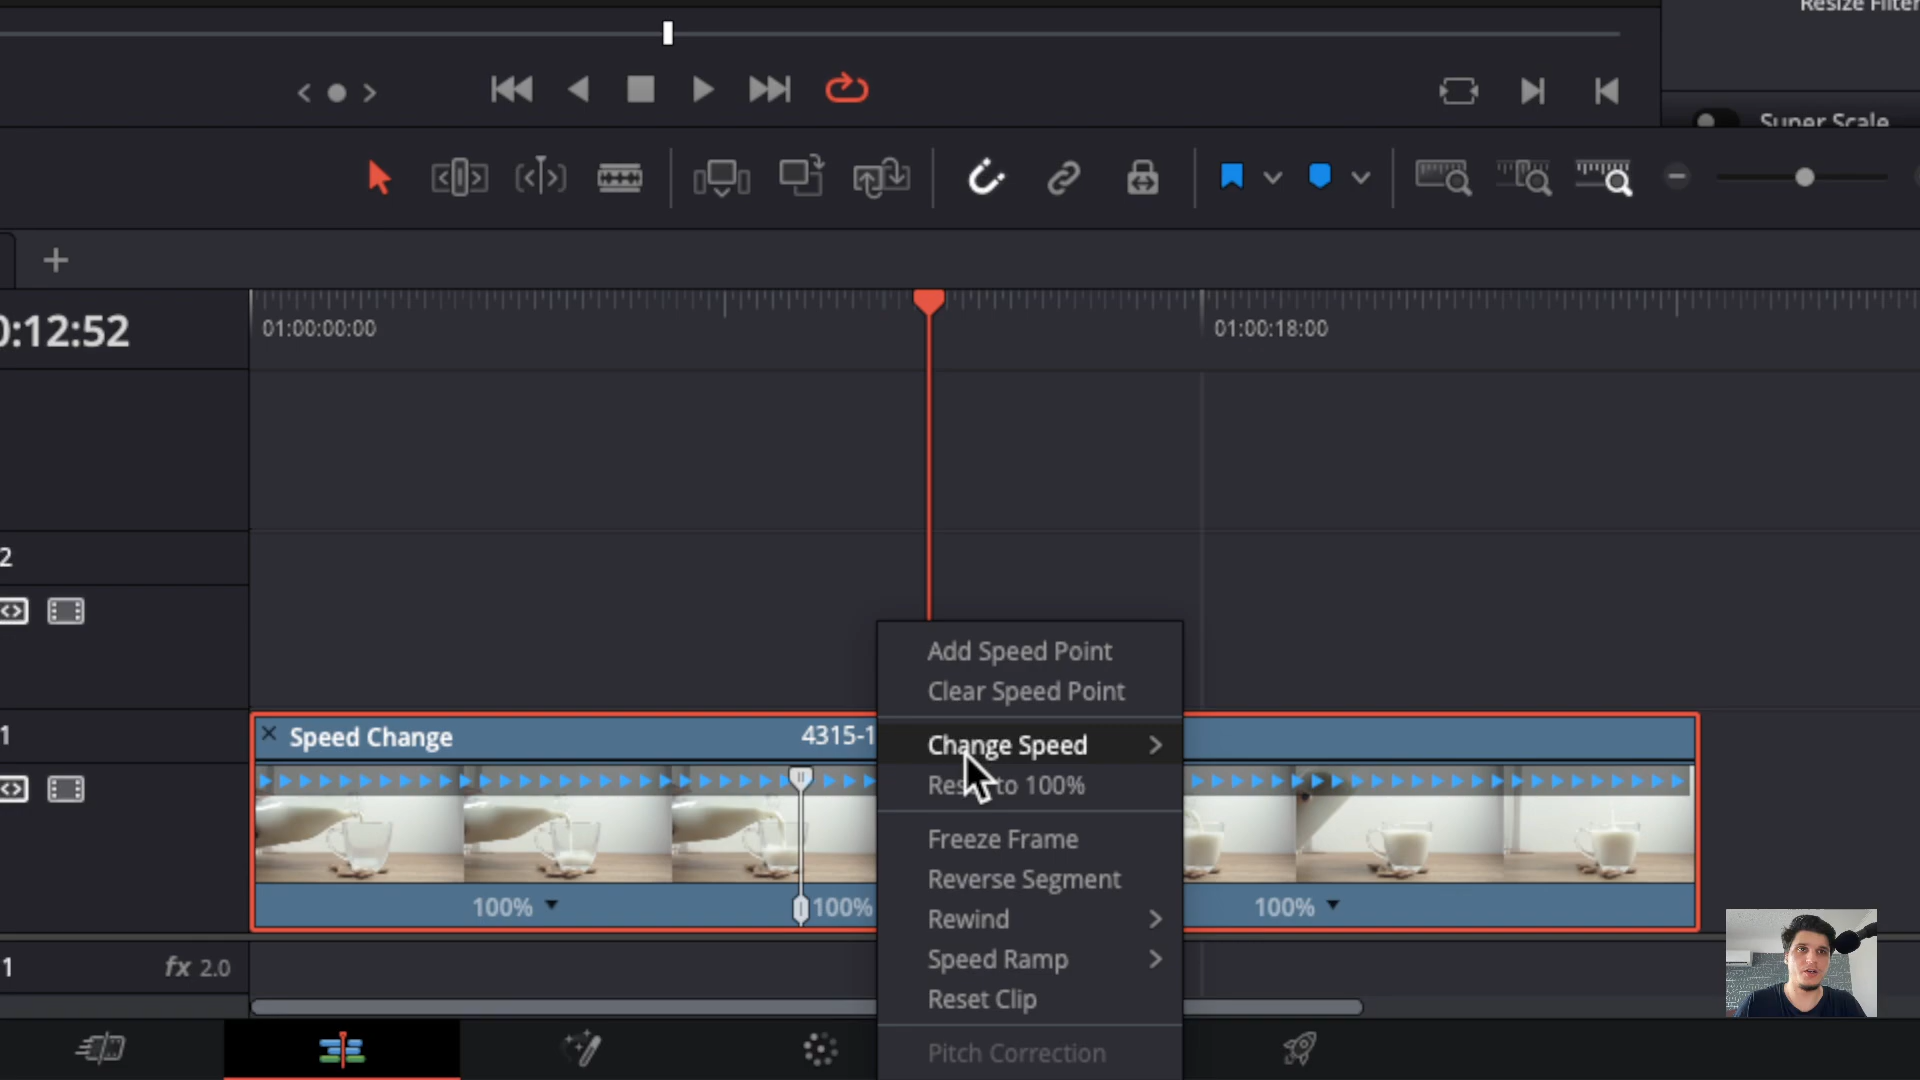 Resize Filter
Super Scale
0:12:52
01:00:00:00
01:00:18:00
2
1
Speed Change
4315-1
100%
100%
100%
1
fx 2.0
Add Speed Point
Clear Speed Point
Change Speed
Reset to 100%
Freeze Frame
Reverse Segment
Rewind
Speed Ramp
Reset Clip
Pitch Correction